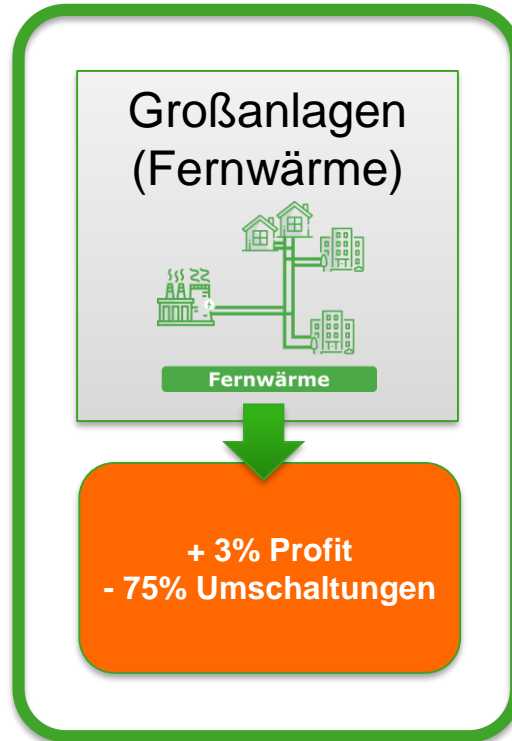 Großanlagen
(Fernwärme)
Fernwärme
+ 3% Profit
- 75% Umschaltungen